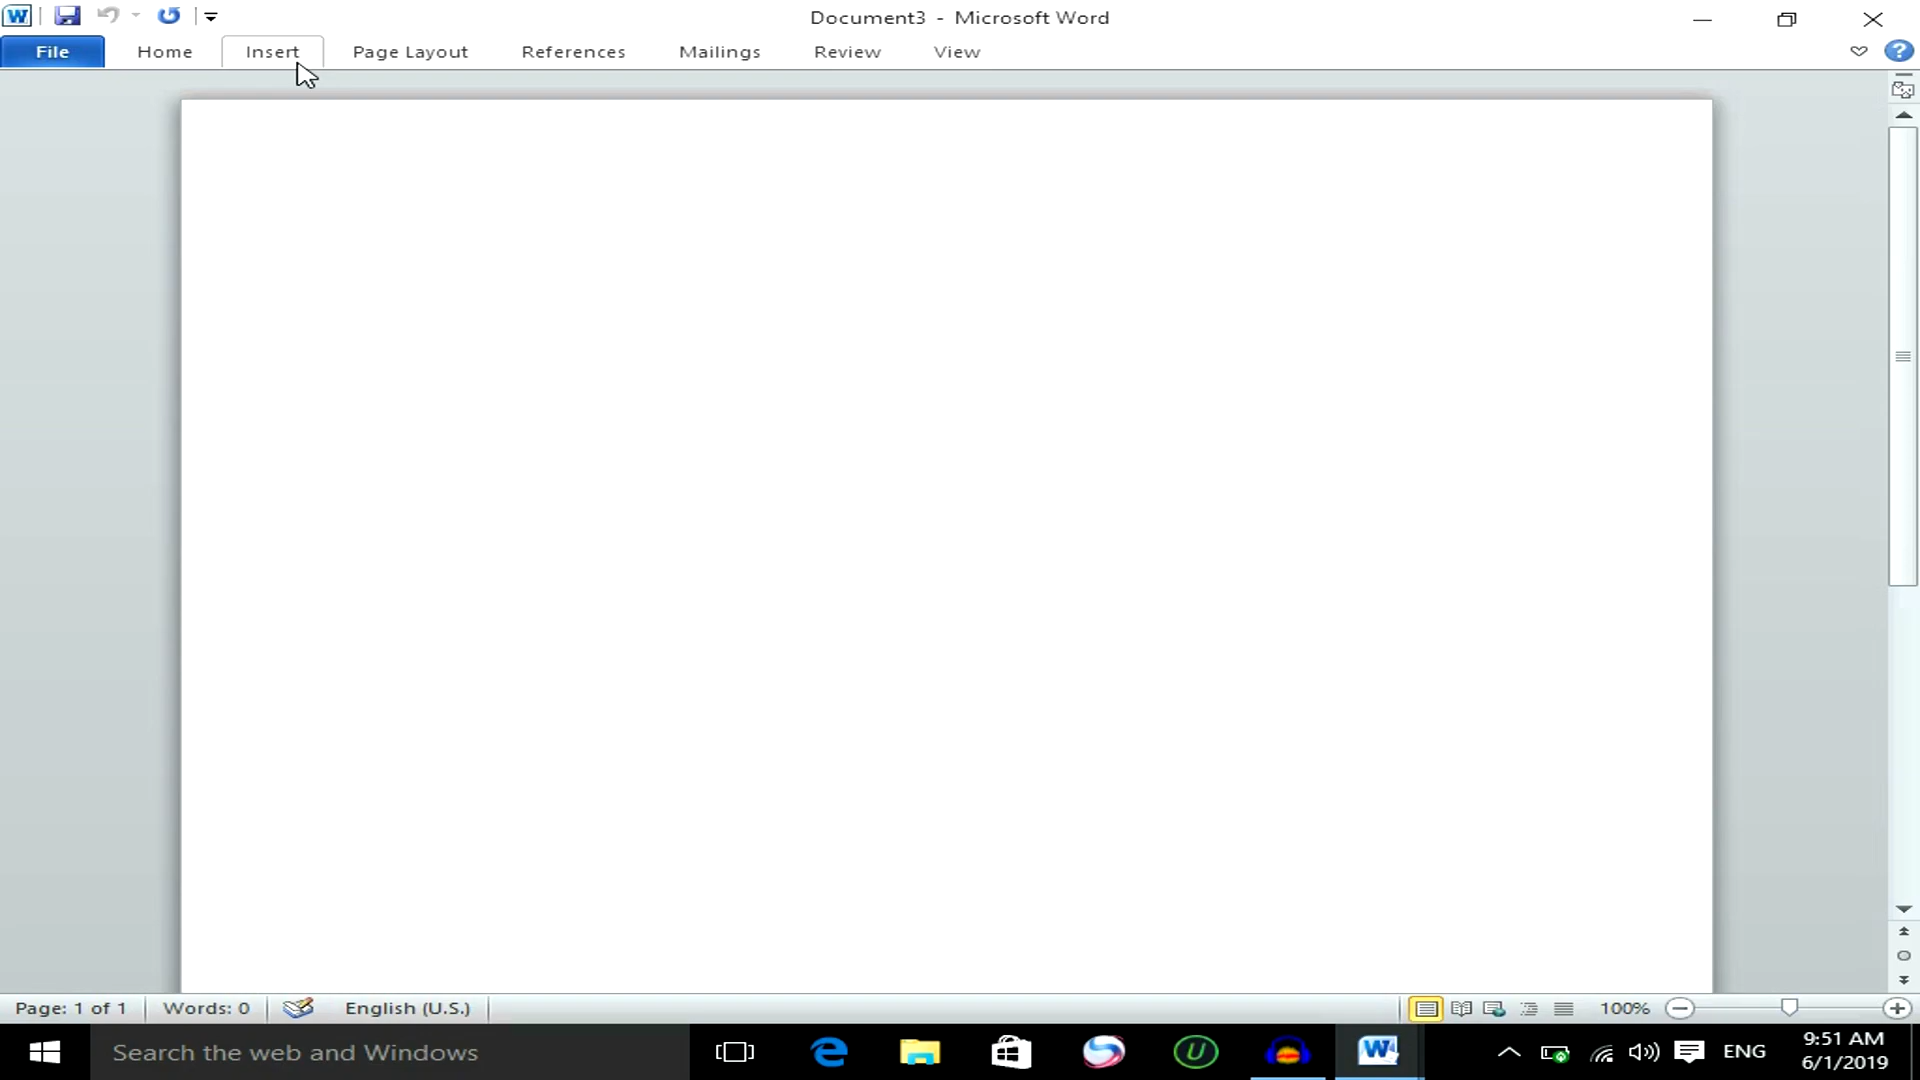 Document3 - Microsoft Word
File Home Insert Page Layout References Mailings Review View
Page: 1 of 1 Words: 0 English (U.S.) 100%
Search the web and Windows ENG 9:51 AM
6/1/2019